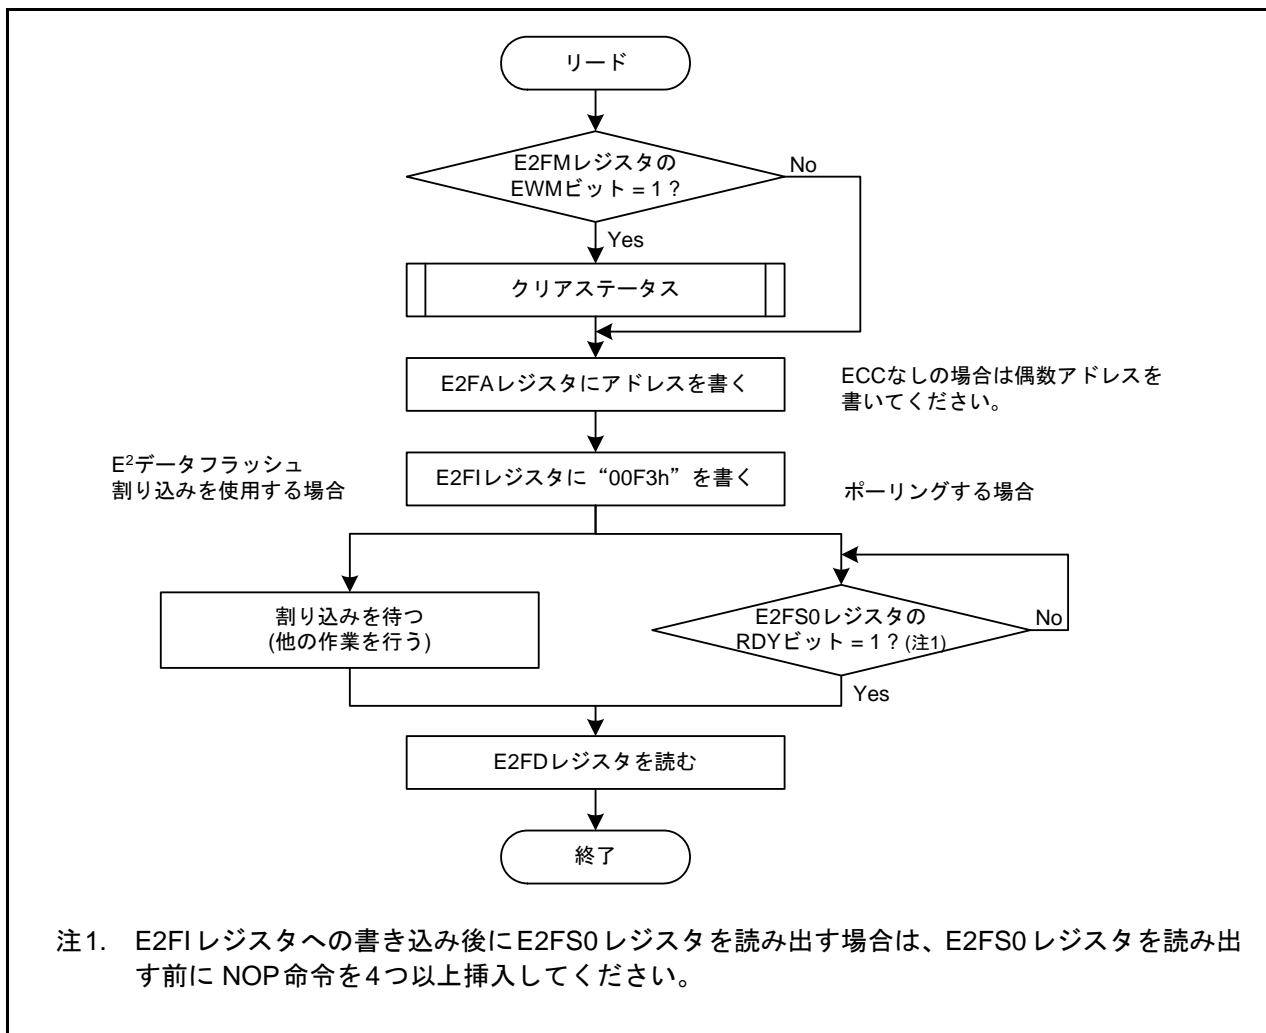 リード
E2FMレジスタの
EWMビット = 1 ?
No
Yes
クリアステータス
E2FAレジスタにアドレスを書く
ECCなしの場合は偶数アドレスを
書いてください。
E²データフラッシュ
割り込みを使用する場合
E2FIレジスタに“00F3h”を書く
ポーリングする場合
割り込みを待つ
(他の作業を行う)
E2FS0レジスタの
RDYビット = 1 ? (注1)
No
Yes
E2FDレジスタを読む
終了
注1. E2FIレジスタへの書き込み後にE2FS0レジスタを読み出す場合は、E2FS0レジスタを読み出
す前に NOP命令を4つ以上挿入してください。